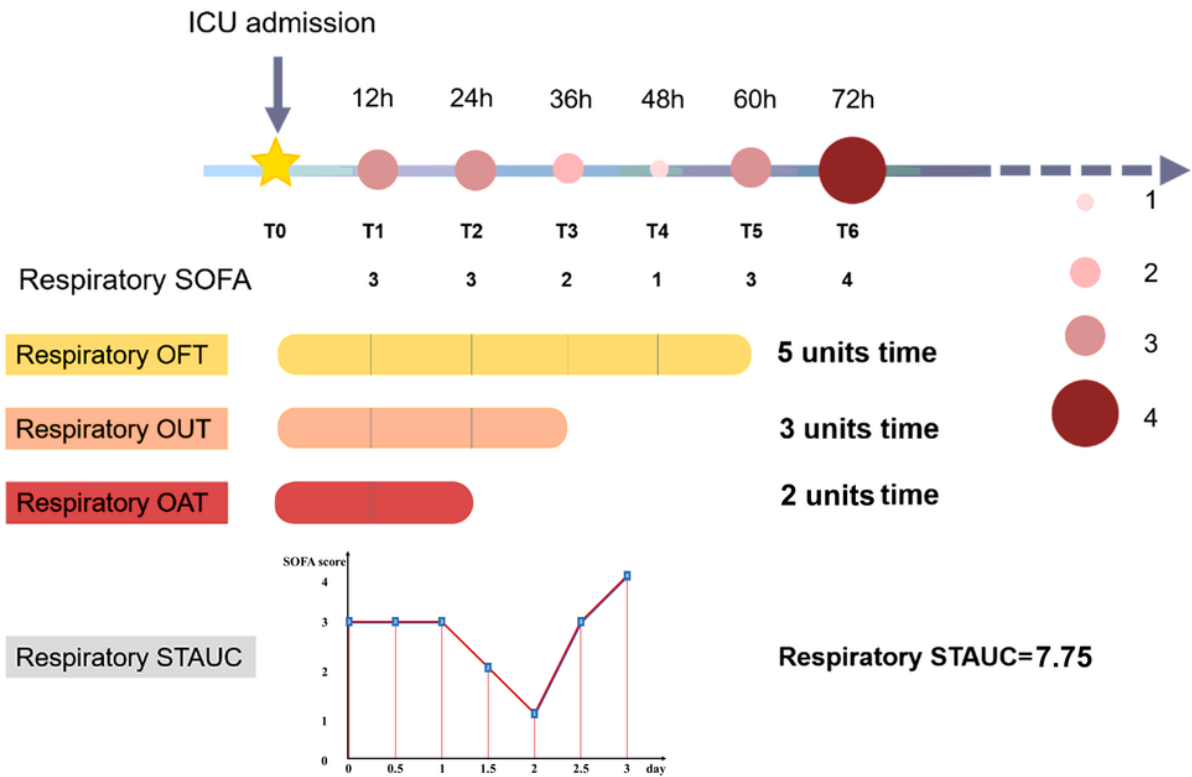 ICU admission
12h 24h 36h 48h 60h 72h
T0 T1 T2 T3 T4 T5 T6
1
Respiratory SOFA 3 3 2 1 3 4
2
Respiratory OFT 5 units time
3
Respiratory OUT 3 units time
4
Respiratory OAT 2 units time
SOFA score
4
3
2
1
0
0 0.5 1 1.5 2 2.5 3 day
Respiratory STAUC Respiratory STAUC=7.75